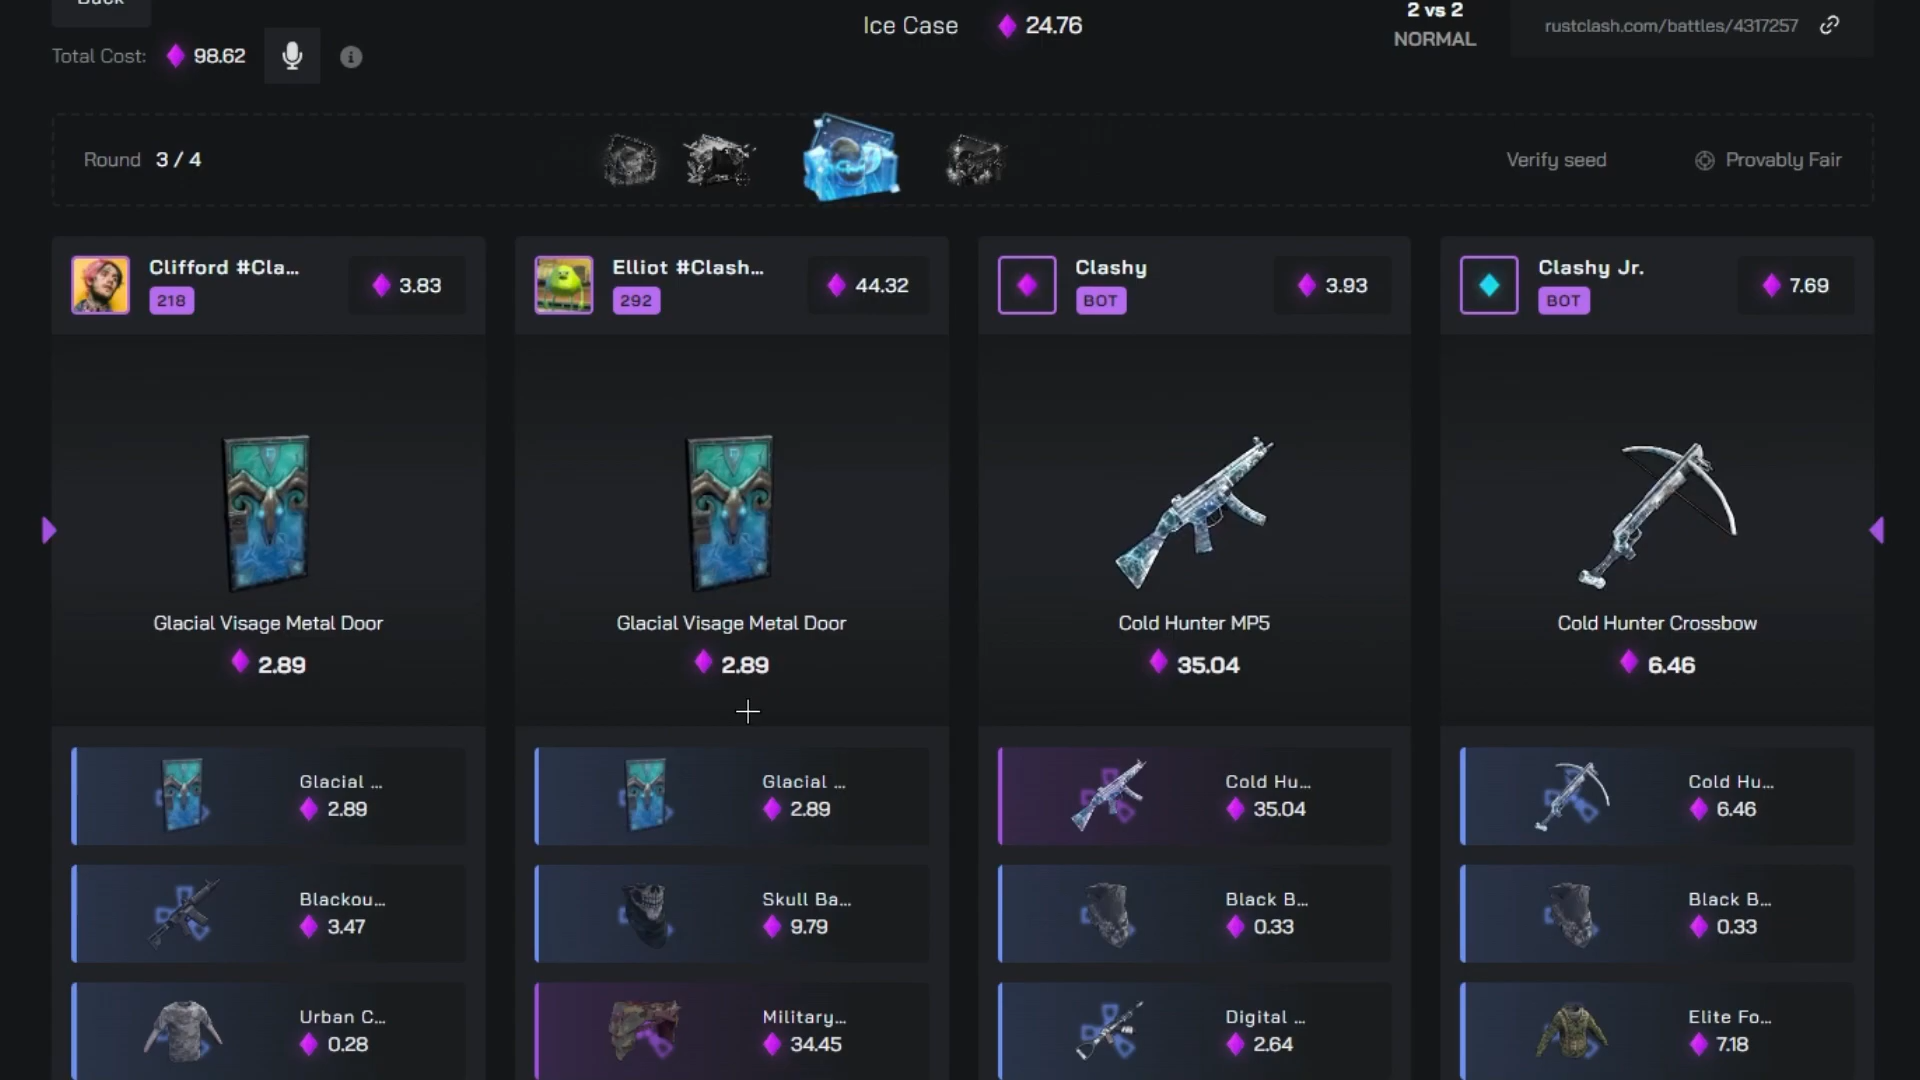 Back
Total Cost: 98.62
Ice Case 24.76
2 vs 2
NORMAL
rustclash.com/battles/4317257
Round 3 / 4
Verify seed
Provably Fair
Clifford #Cla...
218
3.83
Elliot #Clash...
292
44.32
Clashy
BOT
3.93
Clashy Jr.
BOT
7.69
Glacial Visage Metal Door
2.89
Glacial Visage Metal Door
2.89
Cold Hunter MP5
35.04
Cold Hunter Crossbow
6.46
Glacial ...
2.89
Glacial ...
2.89
Cold Hu...
35.04
Cold Hu...
6.46
Blackou...
3.47
Skull Ba...
9.79
Black B...
0.33
Black B...
0.33
Urban C...
0.28
Military...
34.45
Digital ...
2.64
Elite Fo...
7.18